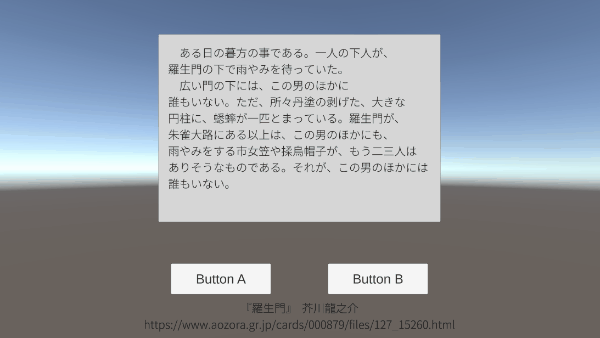 ある日の暮方の事である。一人の下人が、
羅生門の下で雨やみを待っていた。
　広い門の下には、この男のほかに
誰もいない。ただ、所々丹塗の剥げた、大きな
円柱に、蟋蟀が一匹とまっている。羅生門が、
朱雀大路にある以上は、この男のほかにも、
雨やみをする市女笠や揉烏帽子が、もう二三人は
ありそうなものである。それが、この男のほかには
誰もいない。
Button A Button B
『羅生門』 芥川龍之介
https://www.aozora.gr.jp/cards/000879/files/127_15260.html